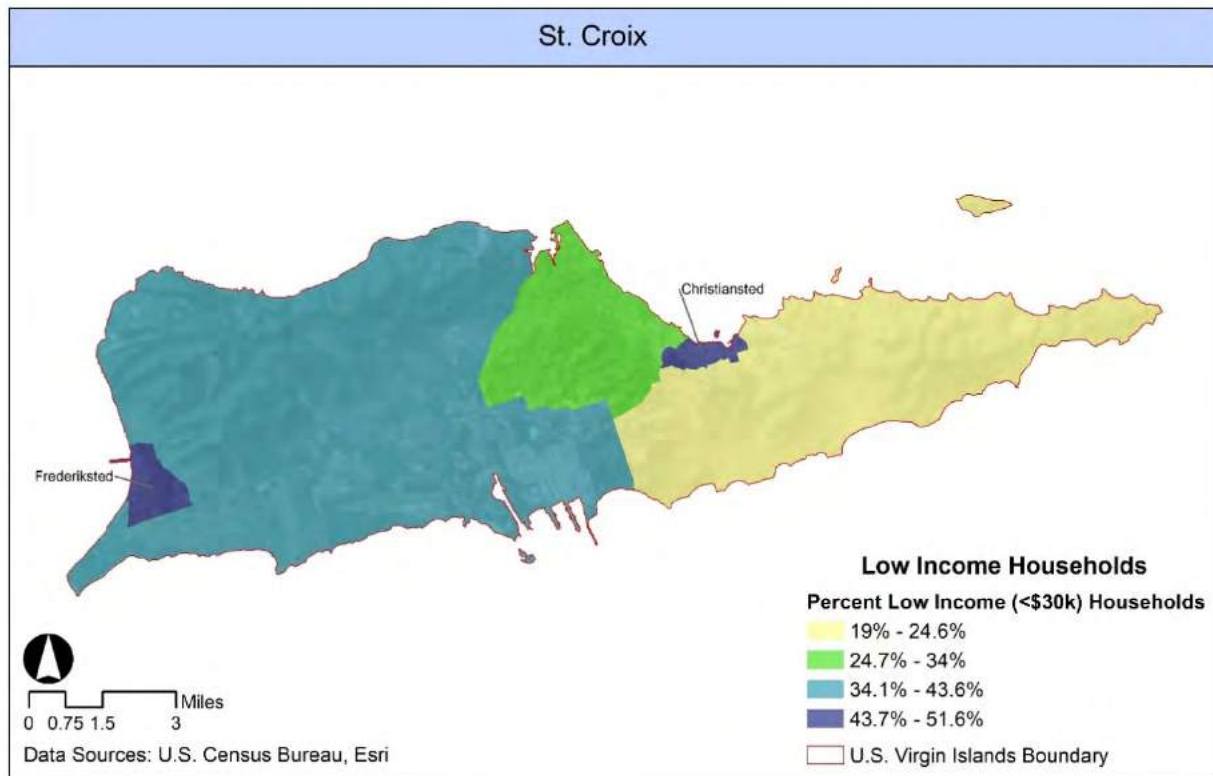 St. Croix
Christiansted
Frederiksted
Low Income Households
Percent Low Income (<$30k) Households
19% - 24.6%
24.7% - 34%
34.1% - 43.6%
43.7% - 51.6%
U.S. Virgin Islands Boundary
Miles
0 0.75 1.5 3
Data Sources: U.S. Census Bureau, Esri